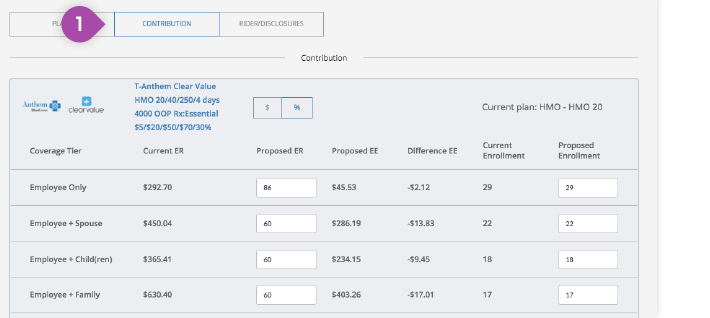 PL
1
CONTRIBUTION
RIDER/DISCLOSURES
Contribution
Anthem
clearvalue
T-Anthem Clear Value
HMO 20/40/250/4 days
4000 OOP Rx:Essential
$5/$20/$50/$70/30%
$ %
Current plan: HMO - HMO 20
Coverage Tier Current ER Proposed ER Proposed EE Difference EE Current Enrollment Proposed Enrollment
Employee Only $292.70 86 $45.53 -$2.12 29 29
Employee + Spouse $450.04 60 $286.19 -$13.83 22 22
Employee + Child(ren) $365.41 60 $234.15 -$9.45 18 18
Employee + Family $630.40 60 $403.26 -$17.01 17 17